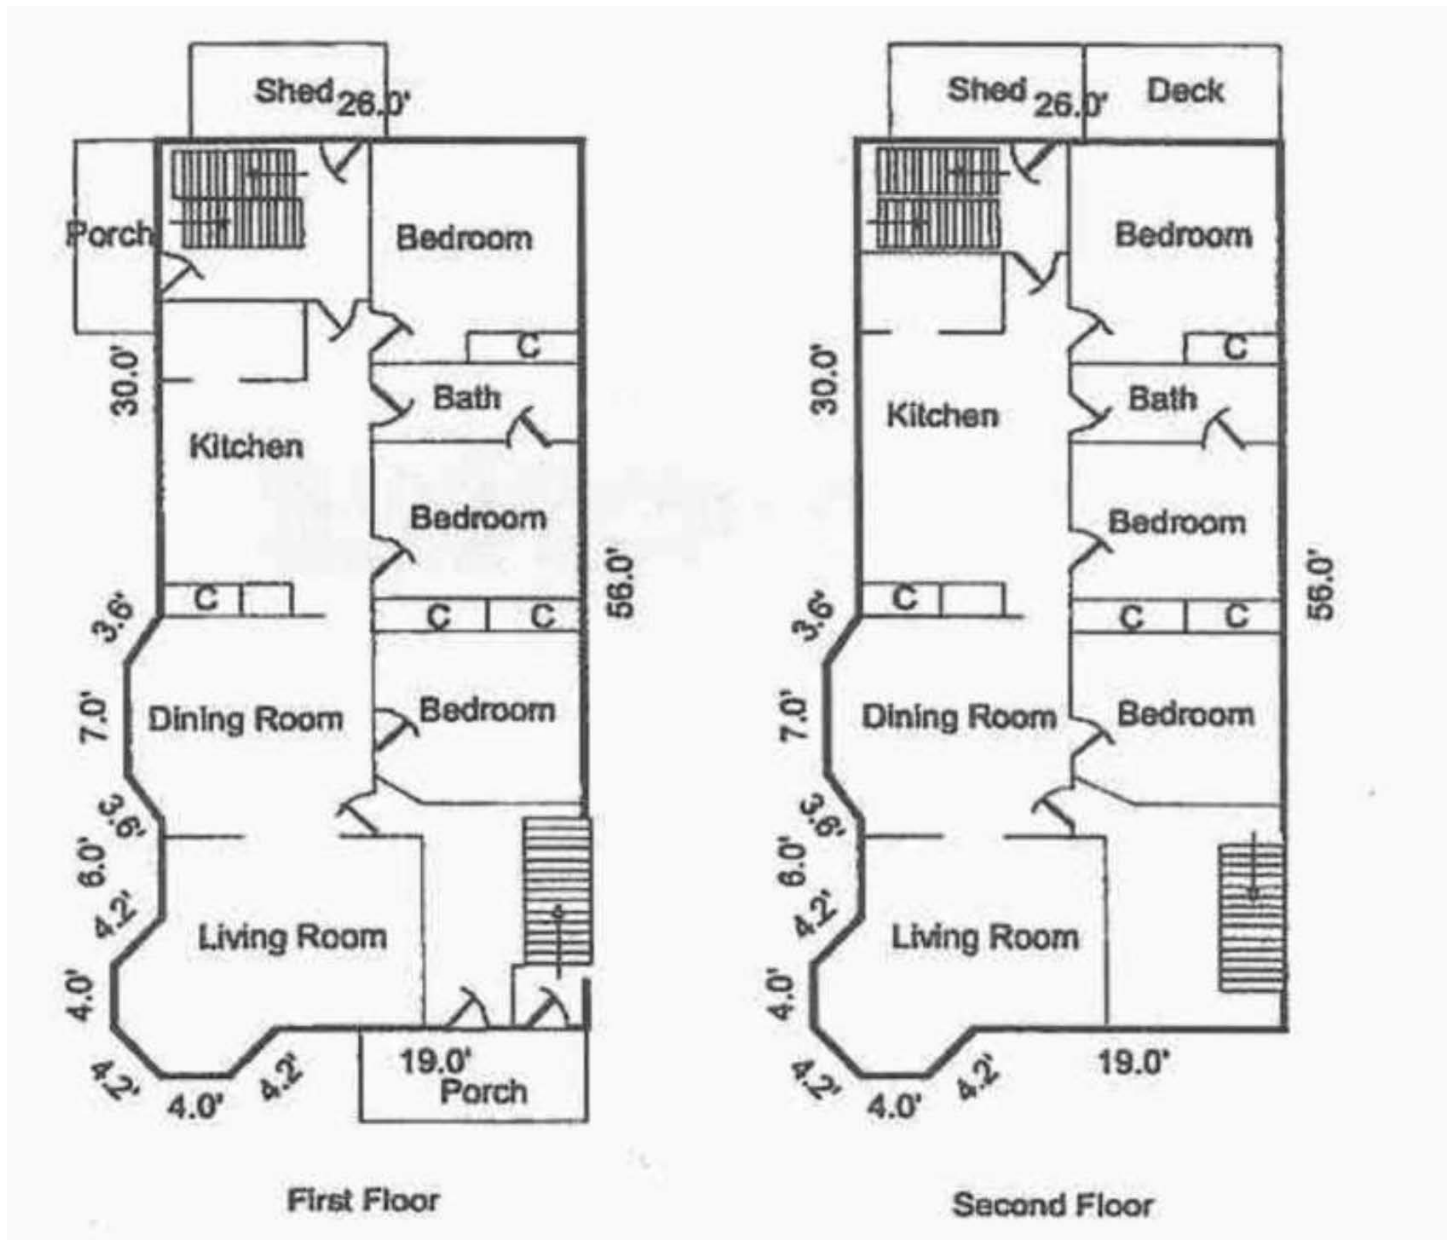 Shed 26.0'
Porch
Bedroom
C
30.0'
Bath
Kitchen
Bedroom
C
C C
3.6'
56.0'
7.0'
Dining Room
Bedroom
3.6'
6.0'
4.2'
Living Room
4.0'
4.2'
4.0'
4.2'
19.0'
Porch
First Floor
Shed 26.0' Deck
Bedroom
C
30.0'
Bath
Kitchen
Bedroom
C
C C
3.6'
56.0'
7.0'
Dining Room
Bedroom
3.6'
6.0'
4.2'
Living Room
4.0'
4.2'
4.0'
4.2'
19.0'
Second Floor